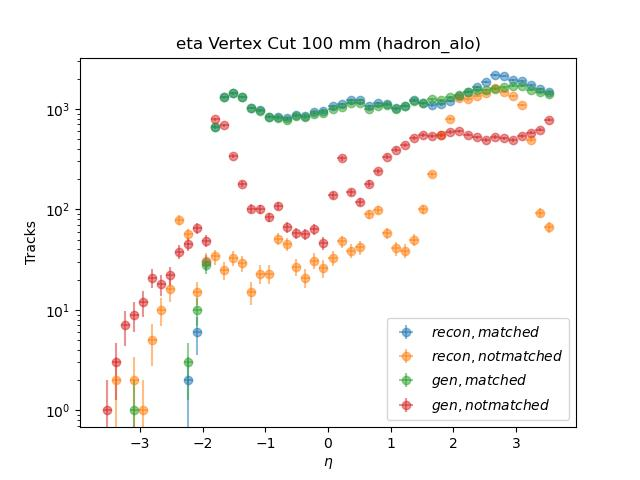 eta Vertex Cut 100 mm (hadron_alo)
Tracks
10³
10²
10¹
10⁰
recon, matched
recon, notmatched
gen, matched
gen, notmatched
−3 −2 −1 0 1 2 3
η